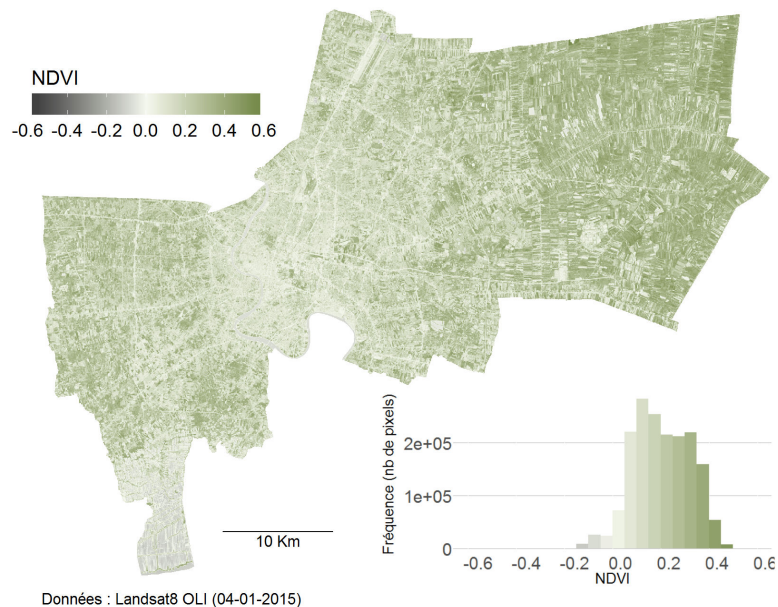 NDVI
-0.6 -0.4 -0.2 0.0 0.2 0.4 0.6
10 Km
Fréquence (nb de pixels)
2e+05
1e+05
0
-0.6 -0.4 -0.2 0.0 0.2 0.4 0.6
NDVI
Données : Landsat8 OLI (04-01-2015)